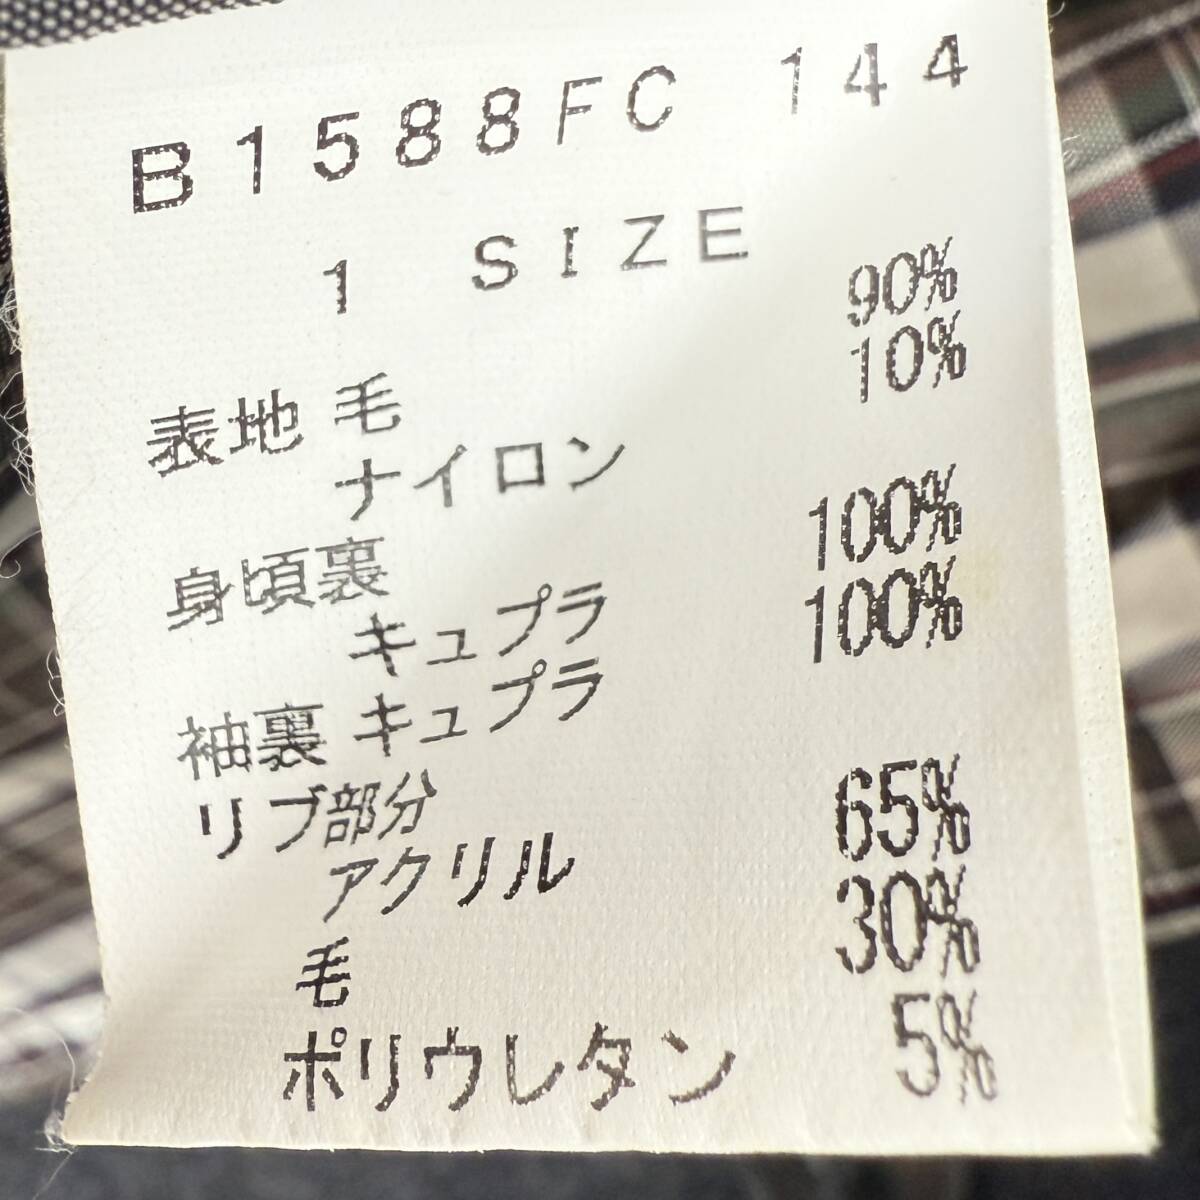 B1588FC 144
1 SIZE
表地 毛 90%
ナイロン 10%
身頃裏
キュプラ 100%
袖裏 キュプラ 100%
リブ部分
アクリル 65%
毛 30%
ポリウレタン 5%